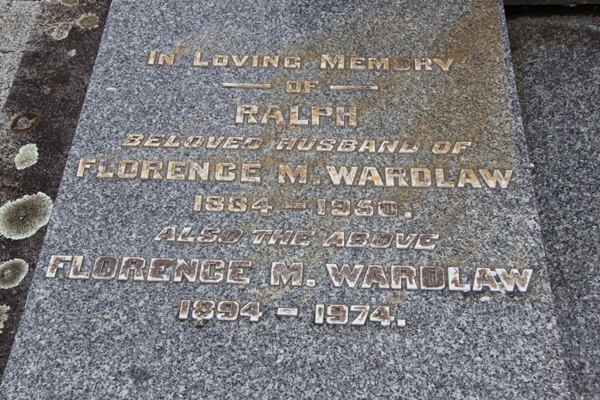 IN LOVING MEMORY
— OF —
RALPH
BELOVED HUSBAND OF
FLORENCE M. WARDLAW
1884 – 1950.
ALSO THE ABOVE
FLORENCE M. WARDLAW
1894 – 1974.